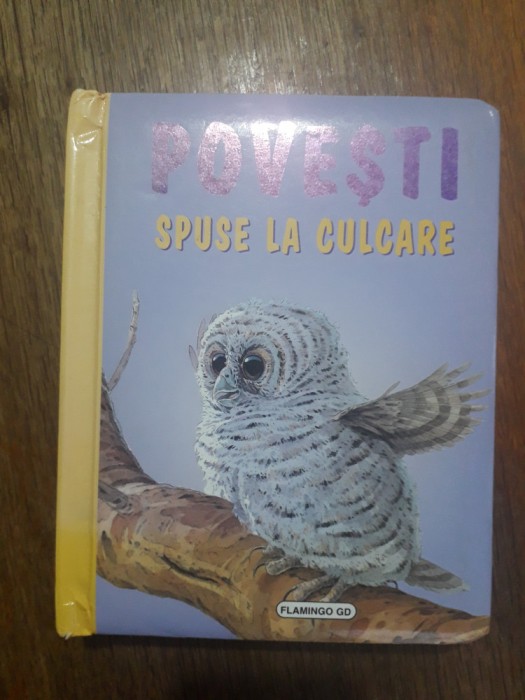 POVEȘTI
SPUSE LA CULCARE
FLAMINGO GD